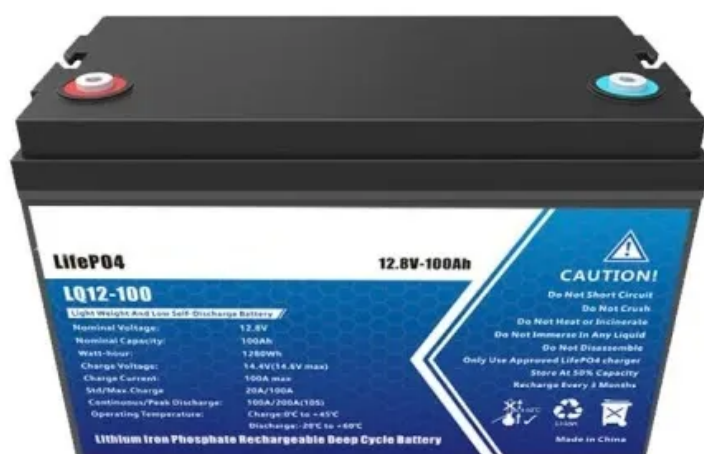 LifePO4
12.8V-100Ah
LQ12-100
Light Weight And Low Self-Discharge Battery
Nominal Voltage: 12.8V
Nominal Capacity: 100Ah
Watt-hour: 1280Wh
Charge Voltage: 14.4V(14.6V max)
Charge Current: 100A max
Std/Max.Charge 20A/100A
Continuous/Peak Discharge: 100A/200A(10S)
Operating Temperature: Charge:0℃ to +45℃
Discharge:-20℃ to +60℃
Lithium Iron Phosphate Rechargeable Deep Cycle Battery
CAUTION!
Do Not Short Circuit
Do Not Crush
Do Not Heat or Incinerate
Do Not Immerse In Any Liquid
Do Not Disassemble
Only Use Approved LifePO4 charger
Store At 50% Capacity
Recharge Every 3 Months
Made in China